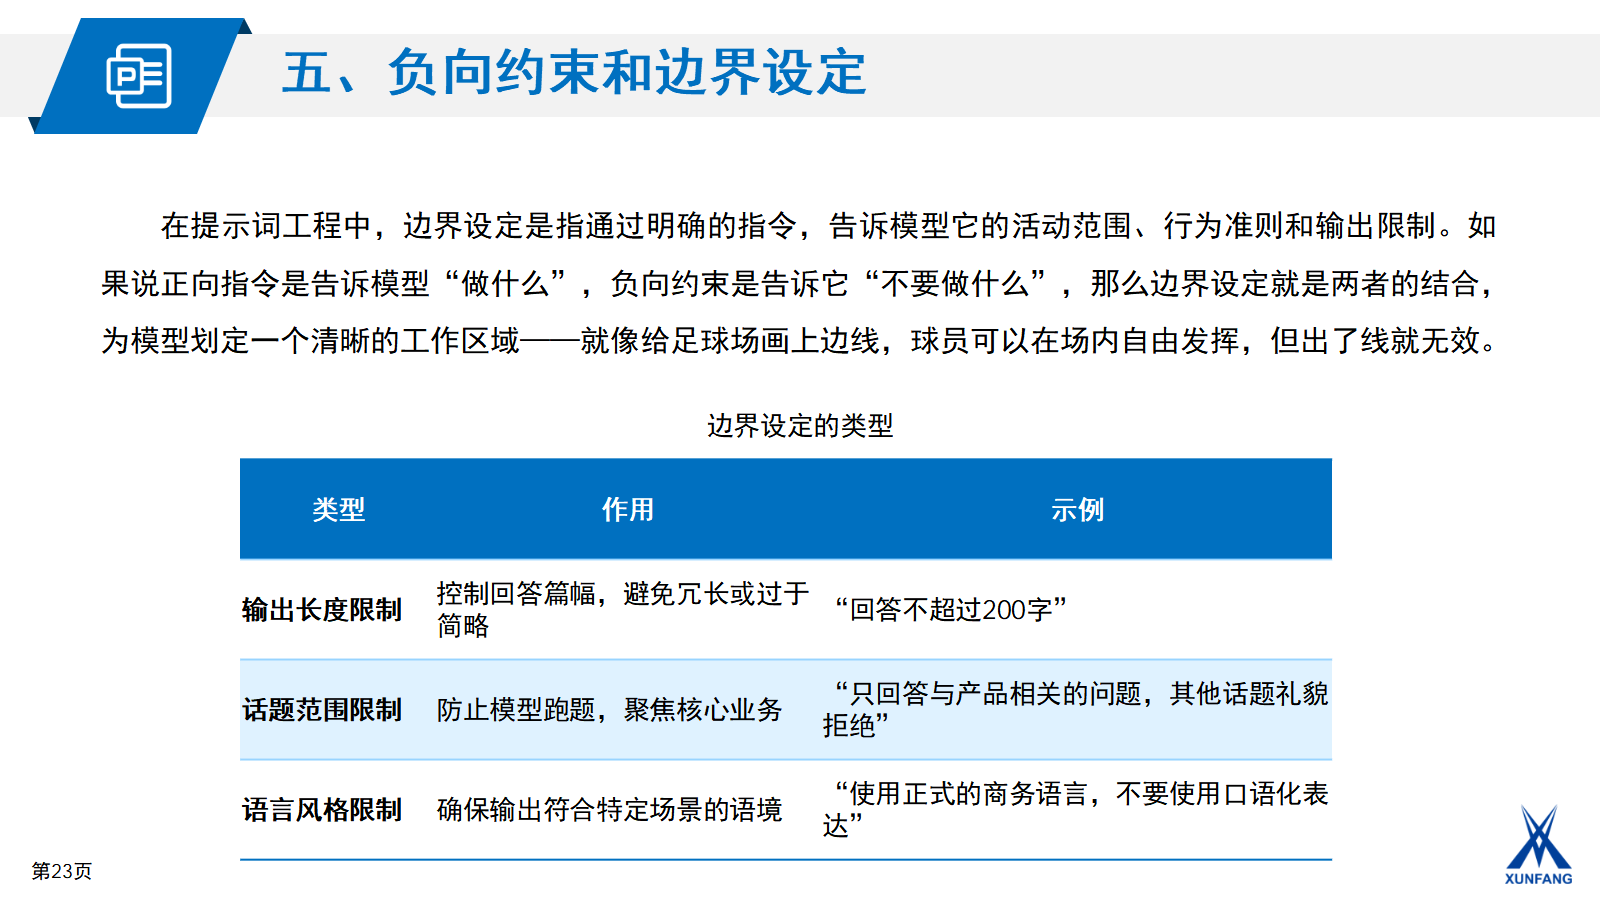 五、负向约束和边界设定
在提示词工程中，边界设定是指通过明确的指令，告诉模型它的活动范围、行为准则和输出限制。如
果说正向指令是告诉模型“做什么”，负向约束是告诉它“不要做什么”，那么边界设定就是两者的结合，
为模型划定一个清晰的工作区域——就像给足球场画上边线，球员可以在场内自由发挥，但出了线就无效。
边界设定的类型
类型 作用 示例
输出长度限制
控制回答篇幅，避免冗长或过于
简略
“回答不超过200字”
话题范围限制
防止模型跑题，聚焦核心业务
“只回答与产品相关的问题，其他话题礼貌
拒绝”
语言风格限制
确保输出符合特定场景的语境
“使用正式的商务语言，不要使用口语化表
达”
第23页
XUNFANG